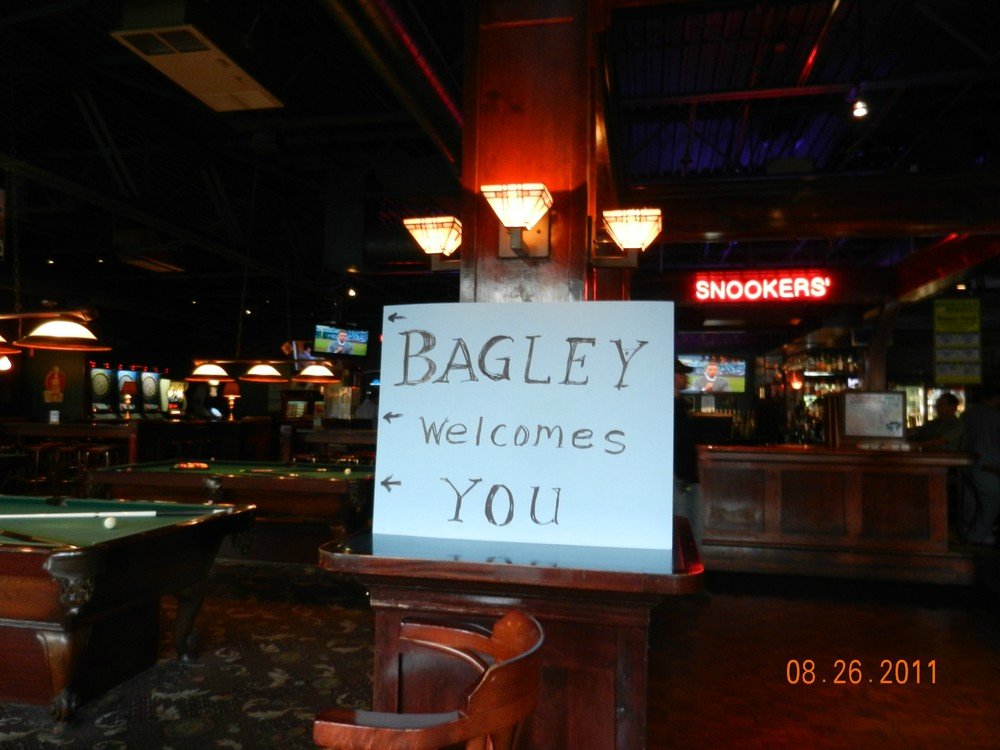 SNOOKERS'
← BAGLEY
← Welcomes
← YOU
08.26.2011